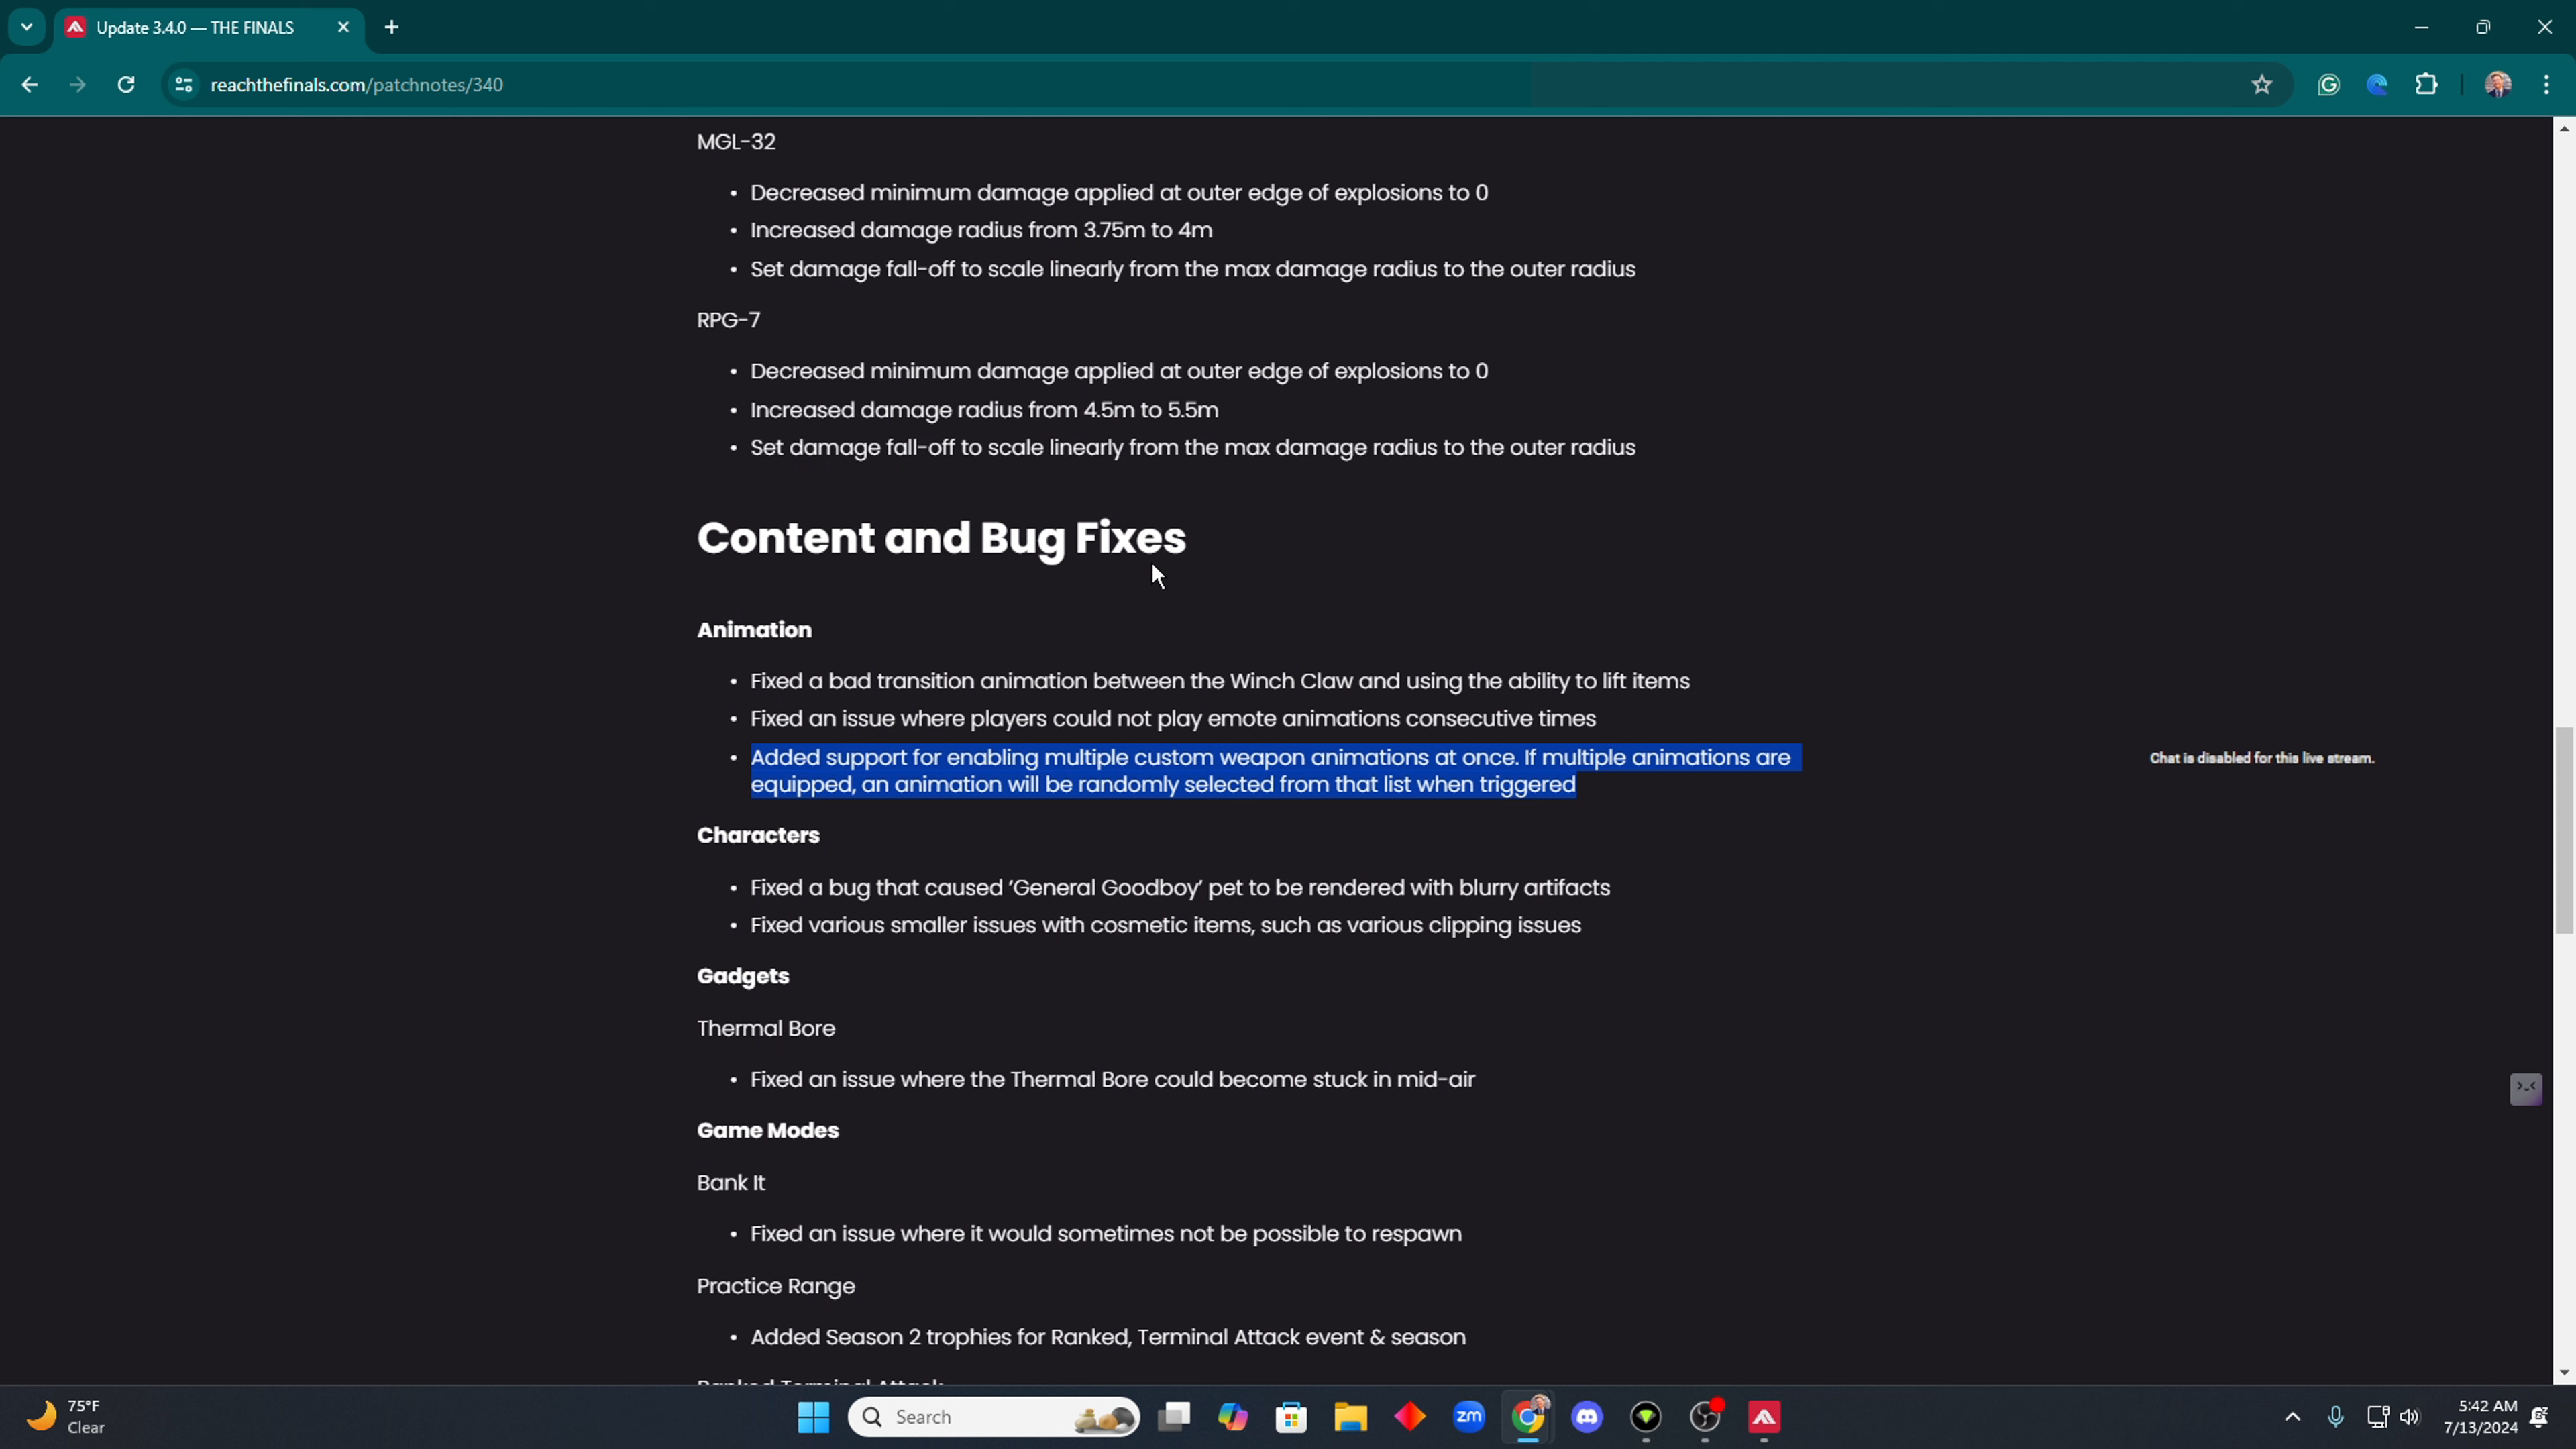 Update 3.4.0 — THE FINALS
reachthefinals.com/patchnotes/340
MGL-32
• Decreased minimum damage applied at outer edge of explosions to 0
• Increased damage radius from 3.75m to 4m
• Set damage fall-off to scale linearly from the max damage radius to the outer radius
RPG-7
• Decreased minimum damage applied at outer edge of explosions to 0
• Increased damage radius from 4.5m to 5.5m
• Set damage fall-off to scale linearly from the max damage radius to the outer radius
Content and Bug Fixes
Animation
• Fixed a bad transition animation between the Winch Claw and using the ability to lift items
• Fixed an issue where players could not play emote animations consecutive times
• Added support for enabling multiple custom weapon animations at once. If multiple animations are
equipped, an animation will be randomly selected from that list when triggered
Chat is disabled for this live stream.
Characters
• Fixed a bug that caused ‘General Goodboy’ pet to be rendered with blurry artifacts
• Fixed various smaller issues with cosmetic items, such as various clipping issues
Gadgets
Thermal Bore
• Fixed an issue where the Thermal Bore could become stuck in mid-air
Game Modes
Bank It
• Fixed an issue where it would sometimes not be possible to respawn
Practice Range
• Added Season 2 trophies for Ranked, Terminal Attack event & season
Ranked Terminal Attack
75°F
Clear
Search
zm
5:42 AM
7/13/2024